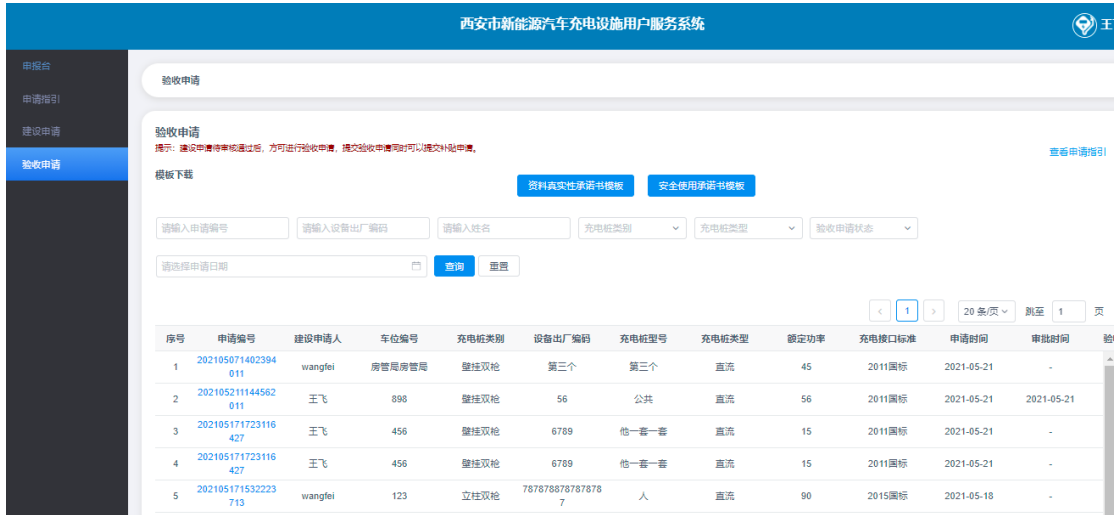 西安市新能源汽车充电设施用户服务系统
王
申报台
申请指引
建设申请
验收申请
验收申请
验收申请
提示：建设申请待审核通过后，方可进行验收申请，提交验收申请同时可以提交补贴申请。
查看申请指引
模板下载
资料真实性承诺书模板 安全使用承诺书模板
请输入申请编号 请输入设备出厂编码 请输入姓名 充电桩类别 充电桩类型 验收申请状态
请选择申请日期 查询 重置
< 1 > 20 条/页 跳至 1 页
序号 申请编号 建设申请人 车位编号 充电桩类别 设备出厂编码 充电桩型号 充电桩类型 额定功率 充电接口标准 申请时间 审批时间 验
1 202105071402394011 wangfei 房管局房管局 壁挂双枪 第三个 第三个 直流 45 2011国标 2021-05-21 -
2 202105211144562011 王飞 898 壁挂双枪 56 公共 直流 56 2011国标 2021-05-21 2021-05-21
3 202105171723116427 王飞 456 壁挂双枪 6789 他一套一套 直流 15 2011国标 2021-05-21 -
4 202105171723116427 王飞 456 壁挂双枪 6789 他一套一套 直流 15 2011国标 2021-05-21 -
5 202105171532223713 wangfei 123 立柱双枪 7878788787878787 人 直流 90 2015国标 2021-05-18 -